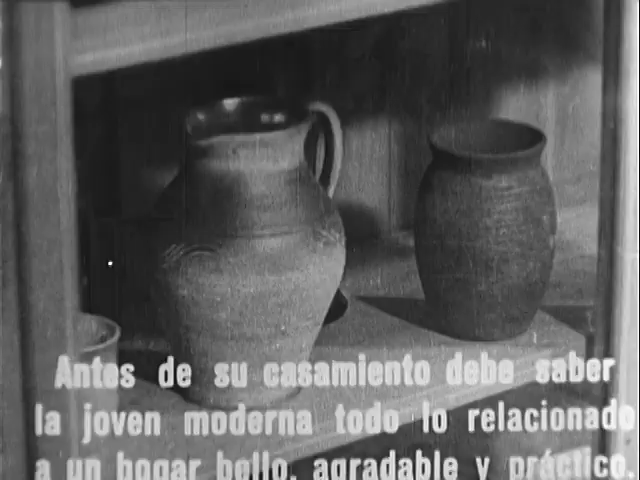 Antes de su casamiento debe saber
la joven moderna todo lo relacionado
a un hogar bello, agradable y práctico.